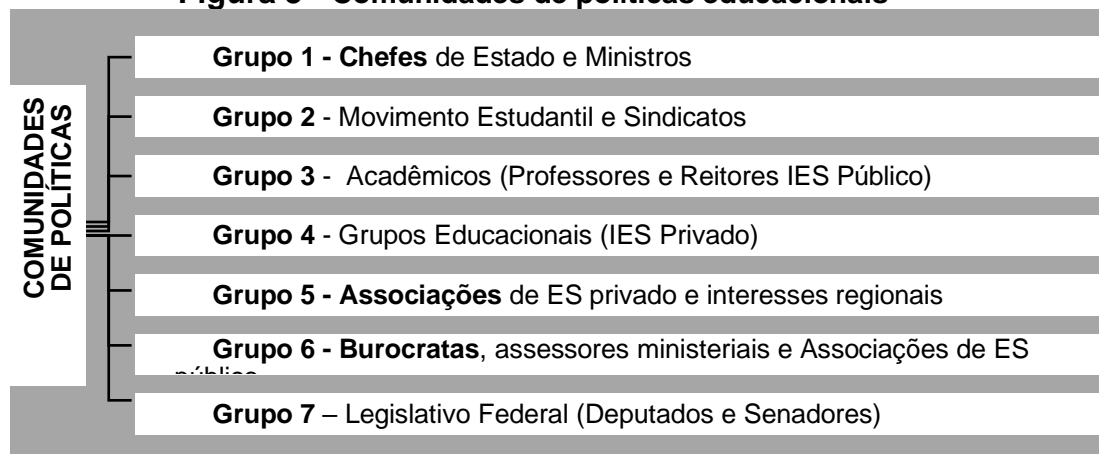 COMUNIDADES
DE POLÍTICAS
Grupo 1 - Chefes de Estado e Ministros
Grupo 2 - Movimento Estudantil e Sindicatos
Grupo 3 - Acadêmicos (Professores e Reitores IES Público)
Grupo 4 - Grupos Educacionais (IES Privado)
Grupo 5 - Associações de ES privado e interesses regionais
Grupo 6 - Burocratas, assessores ministeriais e Associações de ES
Grupo 7 – Legislativo Federal (Deputados e Senadores)